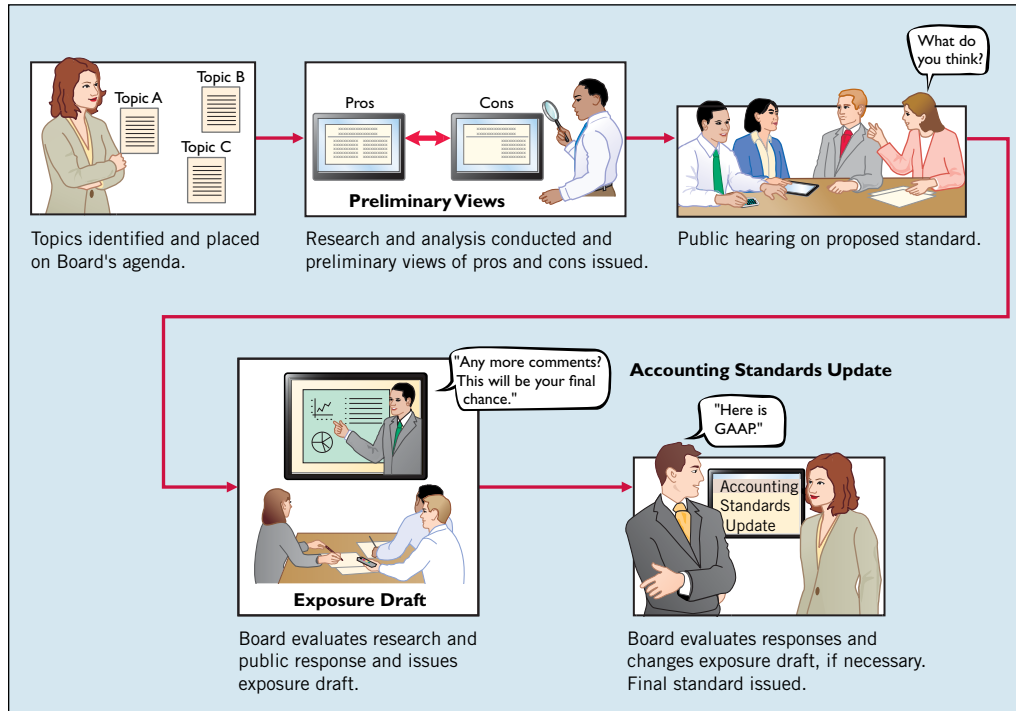 Topic A
Topic B
Topic C
Topics identified and placed
on Board's agenda.
Pros
Cons
Preliminary Views
Research and analysis conducted and
preliminary views of pros and cons issued.
What do
you think?
Public hearing on proposed standard.
"Any more comments?
This will be your final
chance."
Exposure Draft
Board evaluates research and
public response and issues
exposure draft.
Accounting Standards Update
"Here is
GAAP."
Accounting
Standards
Update
Board evaluates responses and
changes exposure draft, if necessary.
Final standard issued.